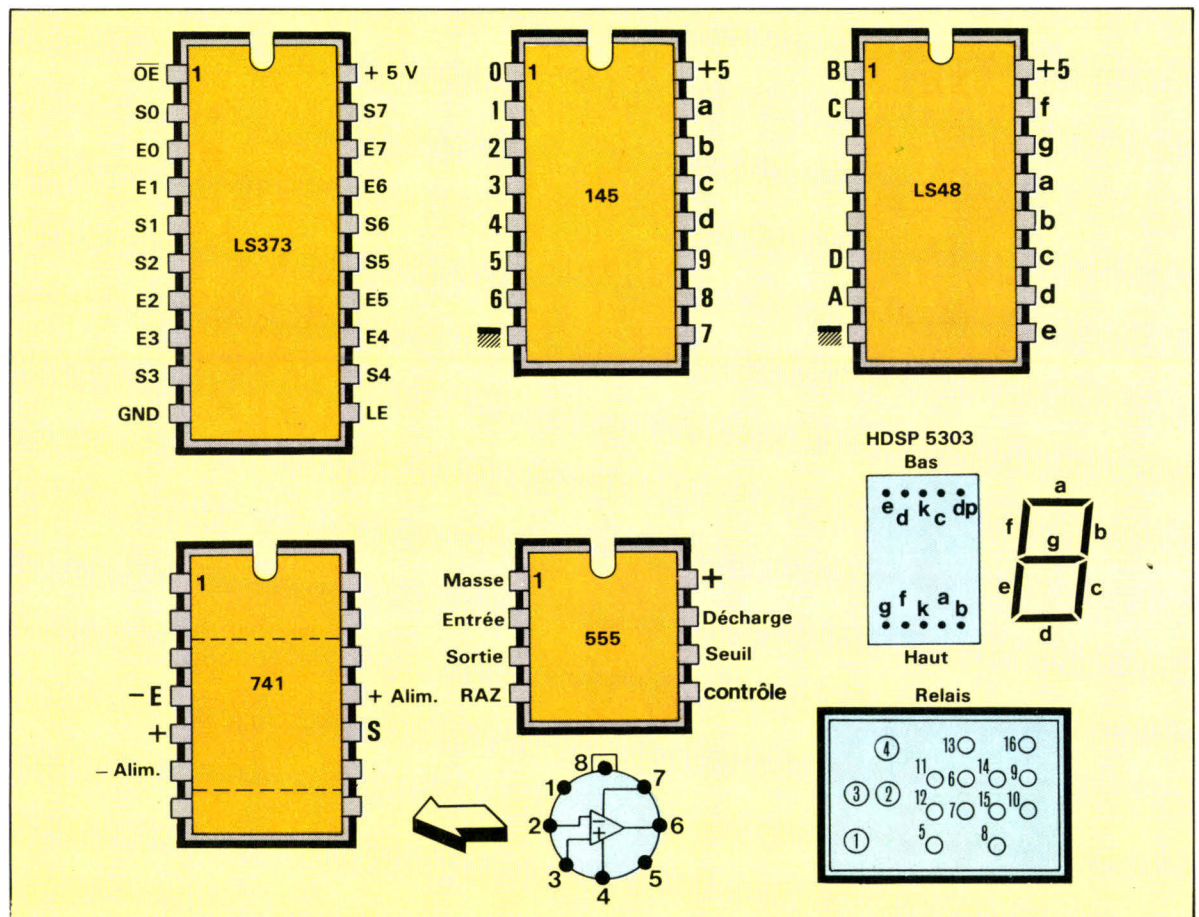 OE 1 + 5 V
S0 S7
E0 E7
E1 E6
S1 S6
LS373
S2 S5
E2 E5
E3 E4
S3 S4
GND LE
0 1 +5
1 a
2 b
3 c
145
4 d
5 9
6 8
7
B 1 +5
C f
g
a
LS48
b
D c
A d
e
HDSP 5303
Bas
e d k c dp
g f k a b
Haut
a
f b
g
e c
d
1
741
– E + Alim.
+ S
– Alim.
Masse 1 +
Entrée Décharge
555
Sortie Seuil
RAZ contrôle
8
1 7
2 – 6
+
3 5
4
Relais
4 13 16
11 6 14 9
3 2 12 7 15 10
1 5 8